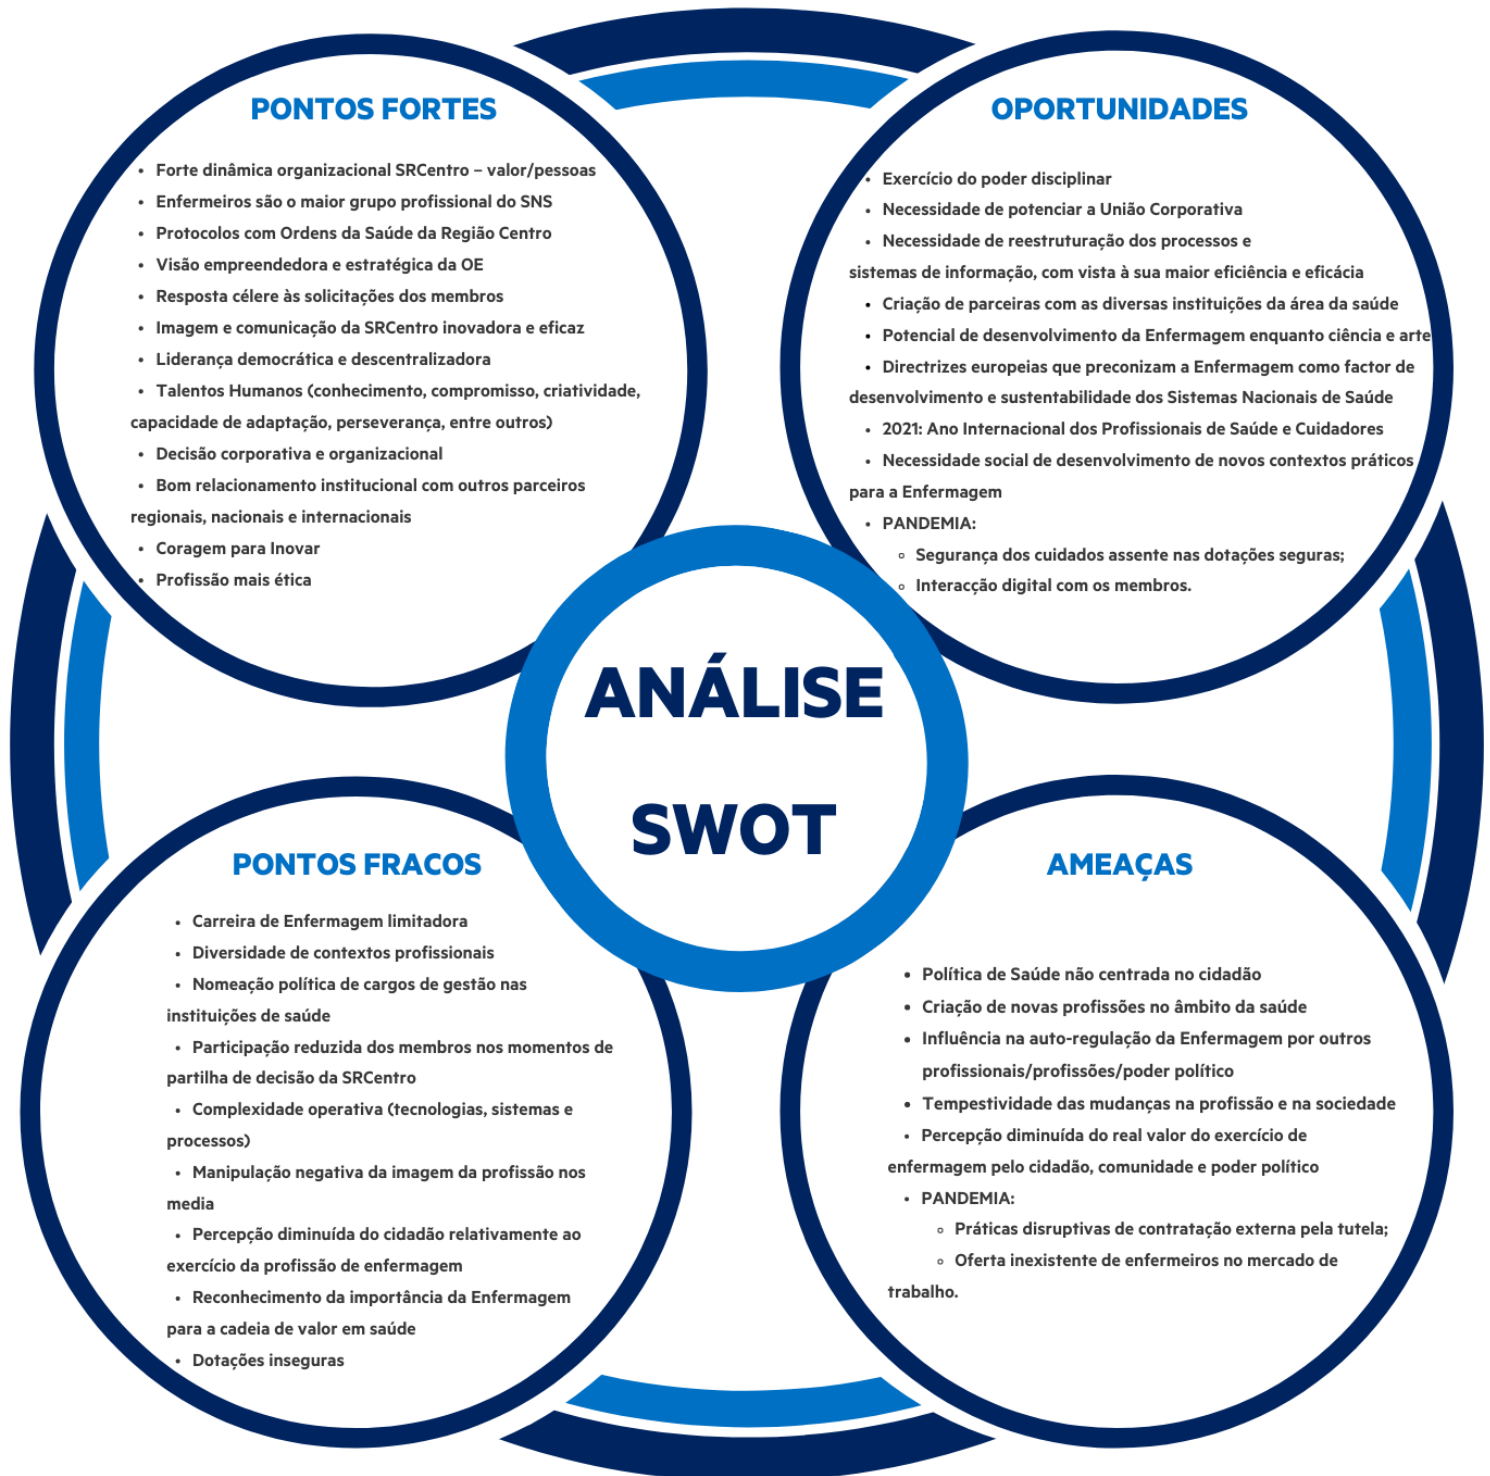 PONTOS FORTES
• Forte dinâmica organizacional SRCentro – valor/pessoas
• Enfermeiros são o maior grupo profissional do SNS
• Protocolos com Ordens da Saúde da Região Centro
• Visão empreendedora e estratégica da OE
• Resposta célere às solicitações dos membros
• Imagem e comunicação da SRCentro inovadora e eficaz
• Liderança democrática e descentralizadora
• Talentos Humanos (conhecimento, compromisso, criatividade,
capacidade de adaptação, perseverança, entre outros)
• Decisão corporativa e organizacional
• Bom relacionamento institucional com outros parceiros
regionais, nacionais e internacionais
• Coragem para Inovar
• Profissão mais ética
OPORTUNIDADES
• Exercício do poder disciplinar
• Necessidade de potenciar a União Corporativa
• Necessidade de reestruturação dos processos e
sistemas de informação, com vista à sua maior eficiência e eficácia
• Criação de parceiras com as diversas instituições da área da saúde
• Potencial de desenvolvimento da Enfermagem enquanto ciência e arte
• Directrizes europeias que preconizam a Enfermagem como factor de
desenvolvimento e sustentabilidade dos Sistemas Nacionais de Saúde
• 2021: Ano Internacional dos Profissionais de Saúde e Cuidadores
• Necessidade social de desenvolvimento de novos contextos práticos
para a Enfermagem
• PANDEMIA:
◦ Segurança dos cuidados assente nas dotações seguras;
◦ Interacção digital com os membros.
ANÁLISE
SWOT
PONTOS FRACOS
• Carreira de Enfermagem limitadora
• Diversidade de contextos profissionais
• Nomeação política de cargos de gestão nas
instituições de saúde
• Participação reduzida dos membros nos momentos de
partilha de decisão da SRCentro
• Complexidade operativa (tecnologias, sistemas e
processos)
• Manipulação negativa da imagem da profissão nos
media
• Percepção diminuída do cidadão relativamente ao
exercício da profissão de enfermagem
• Reconhecimento da importância da Enfermagem
para a cadeia de valor em saúde
• Dotações inseguras
AMEAÇAS
• Política de Saúde não centrada no cidadão
• Criação de novas profissões no âmbito da saúde
• Influência na auto-regulação da Enfermagem por outros
profissionais/profissões/poder político
• Tempestividade das mudanças na profissão e na sociedade
• Percepção diminuída do real valor do exercício de
enfermagem pelo cidadão, comunidade e poder político
• PANDEMIA:
◦ Práticas disruptivas de contratação externa pela tutela;
◦ Oferta inexistente de enfermeiros no mercado de
trabalho.